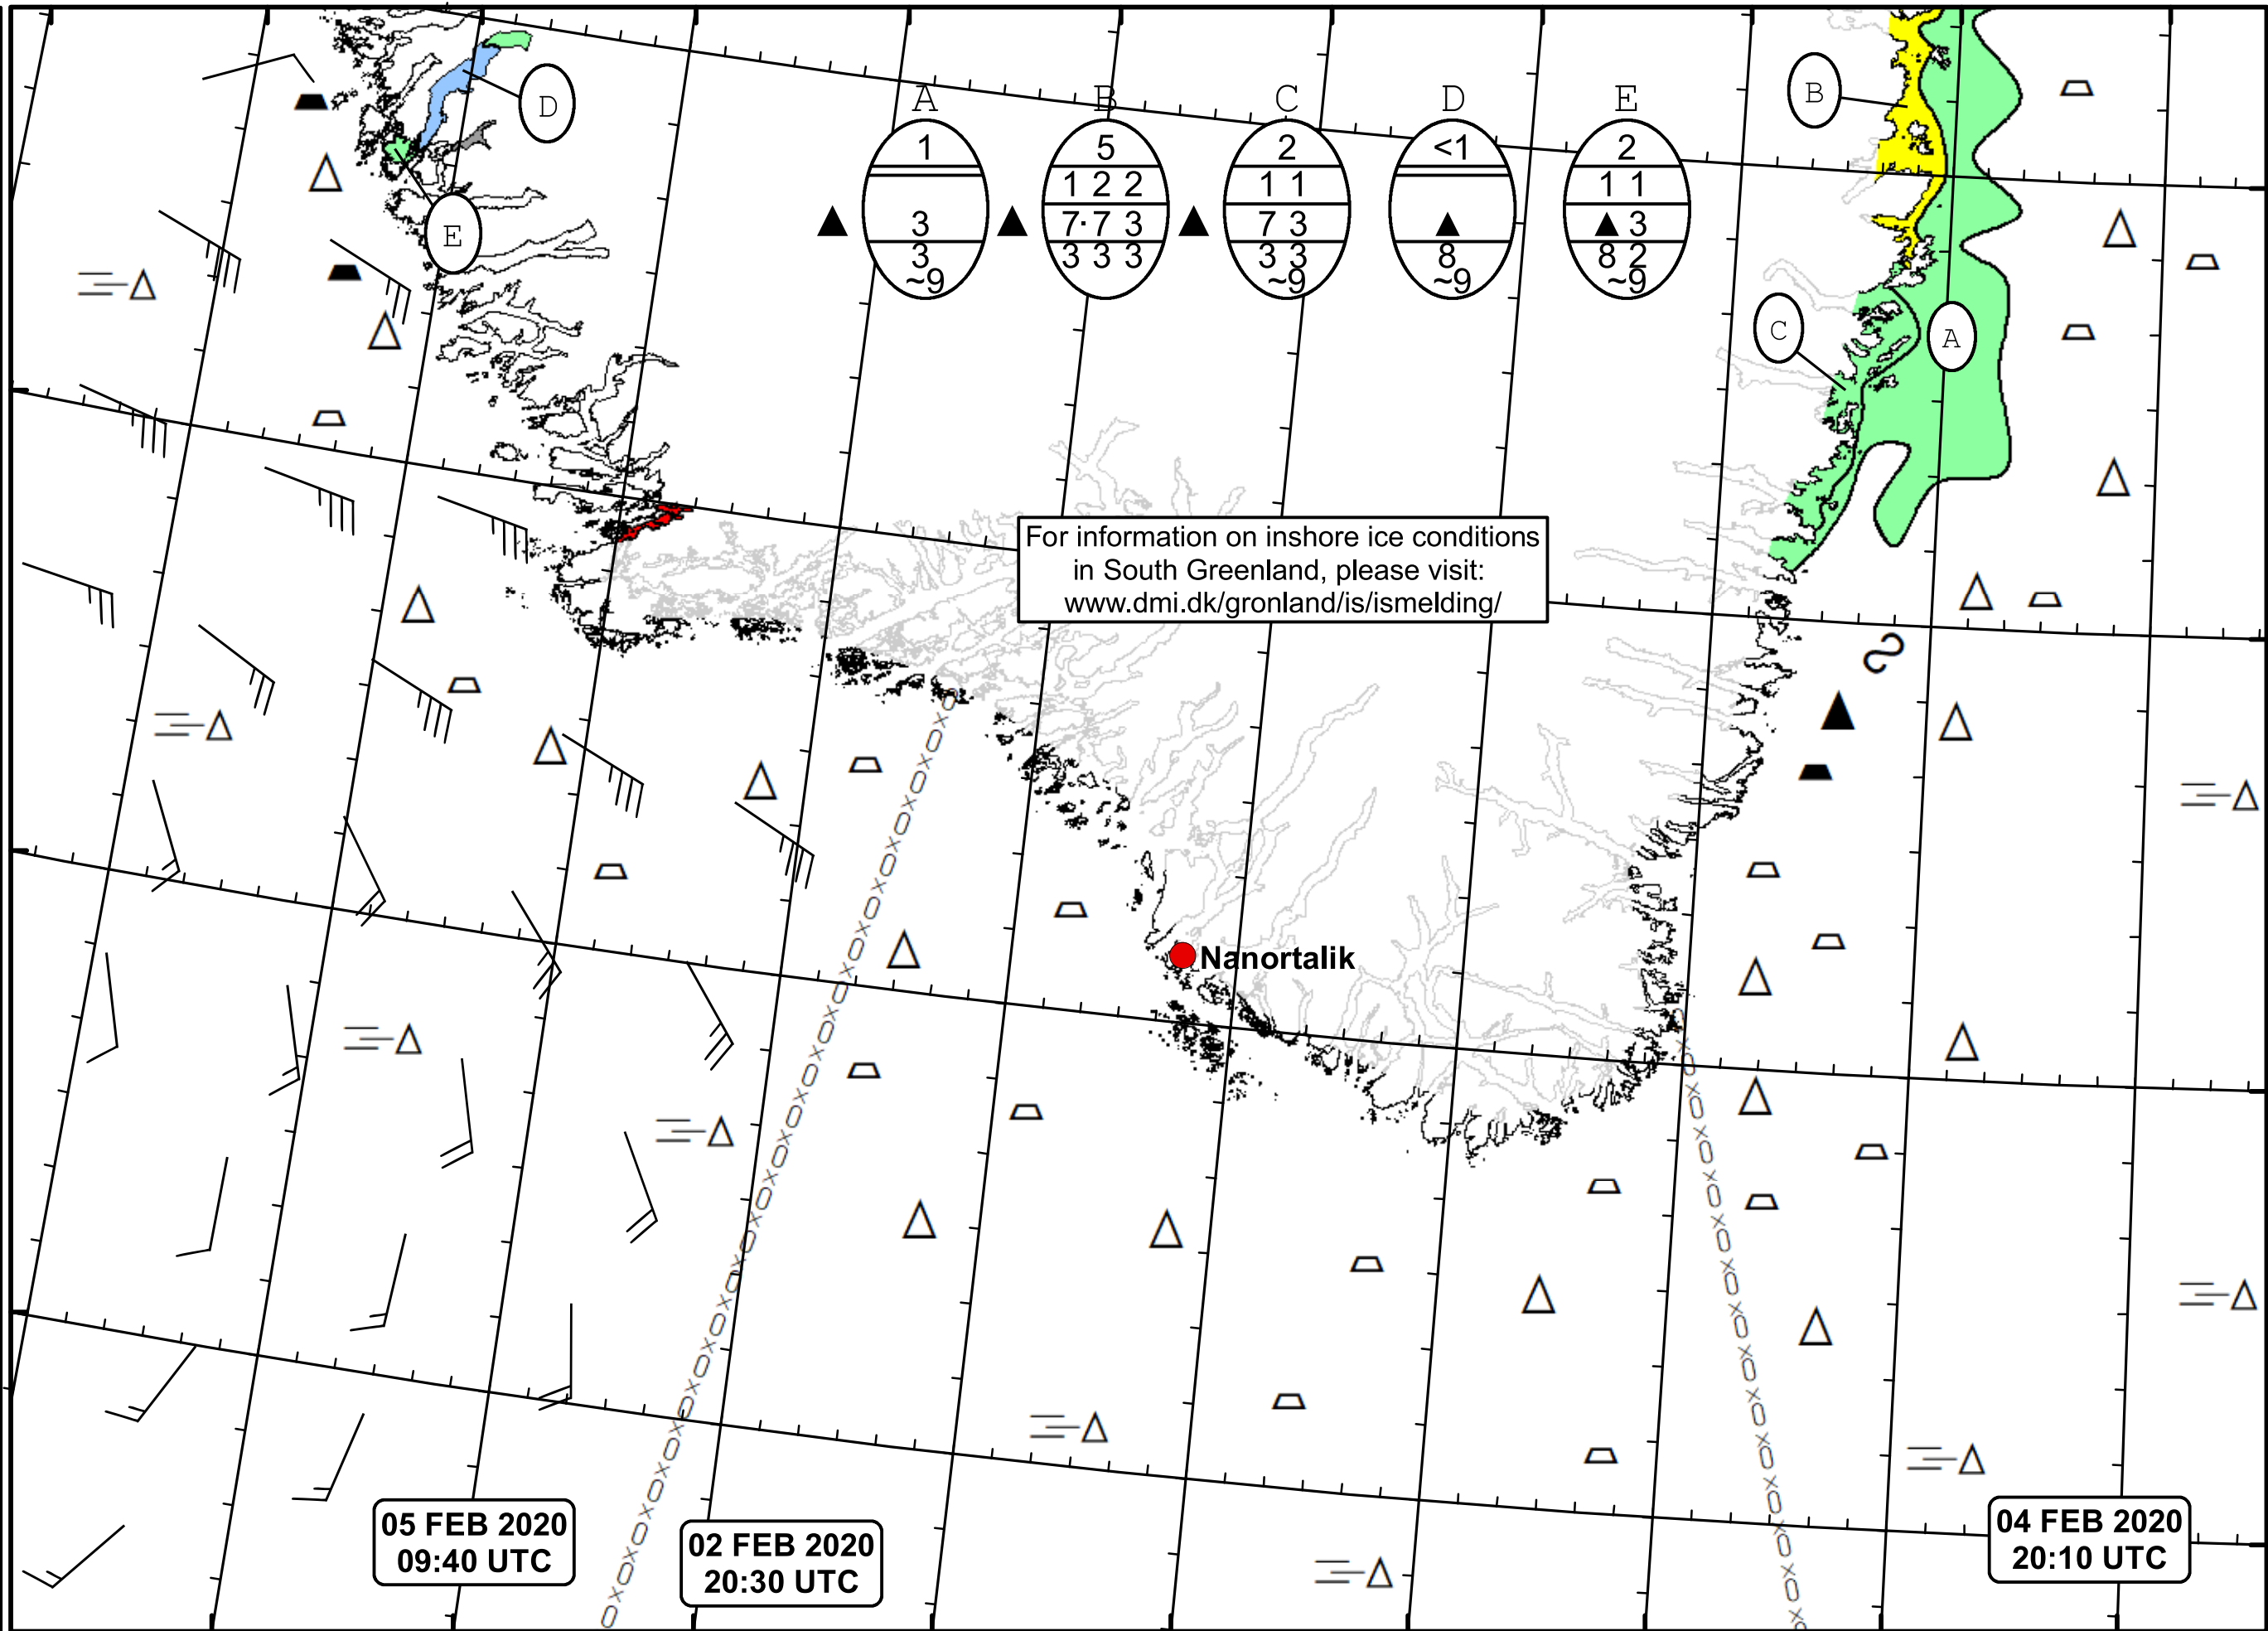 A B C D E
1 5 2 <1 2
1 2 2 1 1 1 1
3 7· 7 3 7 3 3
3 3 3 3 3 3 8 8 2
~9 ~9 ~9 ~9
D
E
B
C
A
For information on inshore ice conditions
in South Greenland, please visit:
www.dmi.dk/gronland/is/ismelding/
Nanortalik
05 FEB 2020
09:40 UTC
02 FEB 2020
20:30 UTC
04 FEB 2020
20:10 UTC